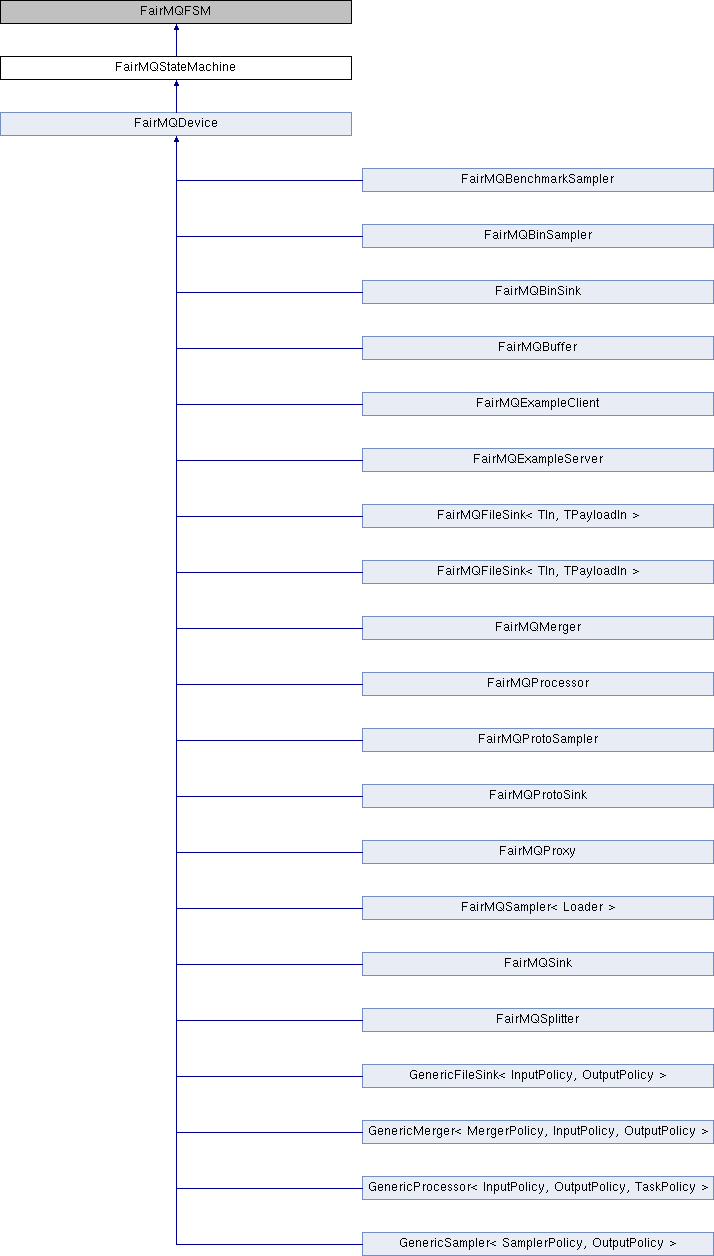 FairMQFSM
FairMQStateMachine
FairMQDevice
FairMQBenchmarkSampler
FairMQBinSampler
FairMQBinSink
FairMQBuffer
FairMQExampleClient
FairMQExampleServer
FairMQFileSink< TIn, TPayloadIn >
FairMQFileSink< TIn, TPayloadIn >
FairMQMerger
FairMQProcessor
FairMQProtoSampler
FairMQProtoSink
FairMQProxy
FairMQSampler< Loader >
FairMQSink
FairMQSplitter
GenericFileSink< InputPolicy, OutputPolicy >
GenericMerger< MergerPolicy, InputPolicy, OutputPolicy >
GenericProcessor< InputPolicy, OutputPolicy, TaskPolicy >
GenericSampler< SamplerPolicy, OutputPolicy >